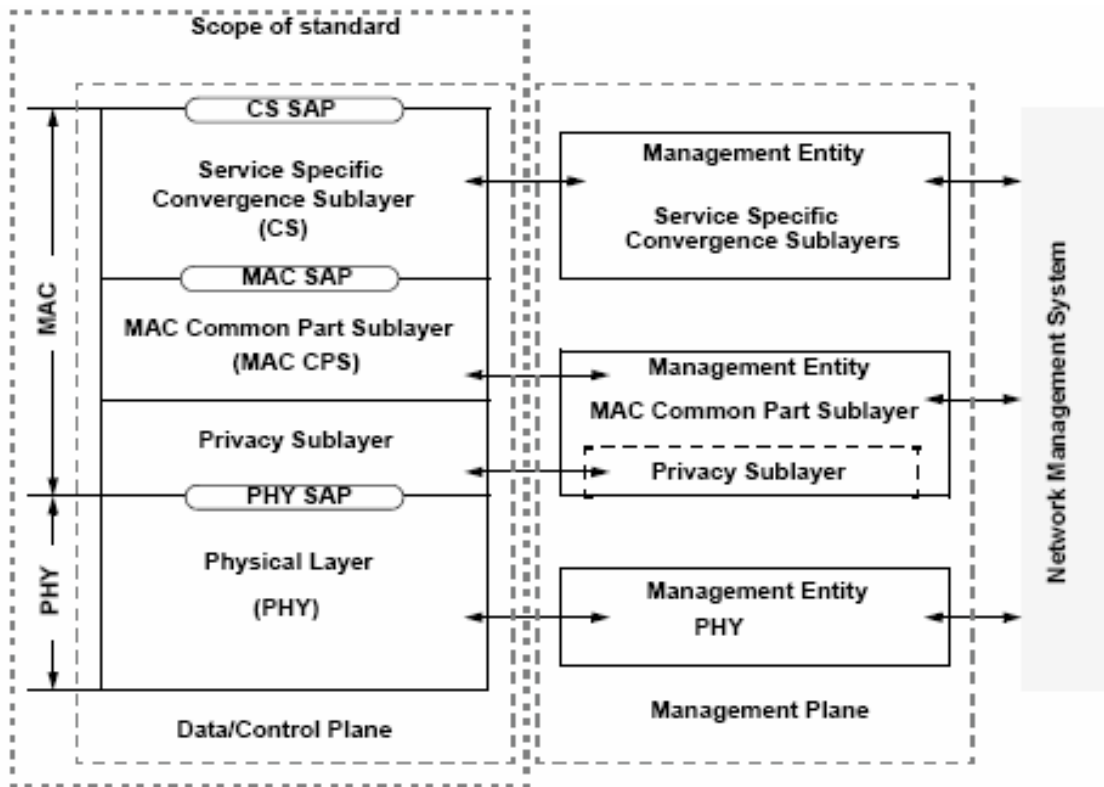 Scope of standard
CS SAP
Service Specific
Convergence Sublayer
(CS)
MAC SAP
MAC Common Part Sublayer
(MAC CPS)
Privacy Sublayer
PHY SAP
Physical Layer
(PHY)
Data/Control Plane
MAC
PHY
Management Entity
Service Specific
Convergence Sublayers
Management Entity
MAC Common Part Sublayer
Privacy Sublayer
Management Entity
PHY
Management Plane
Network Management System